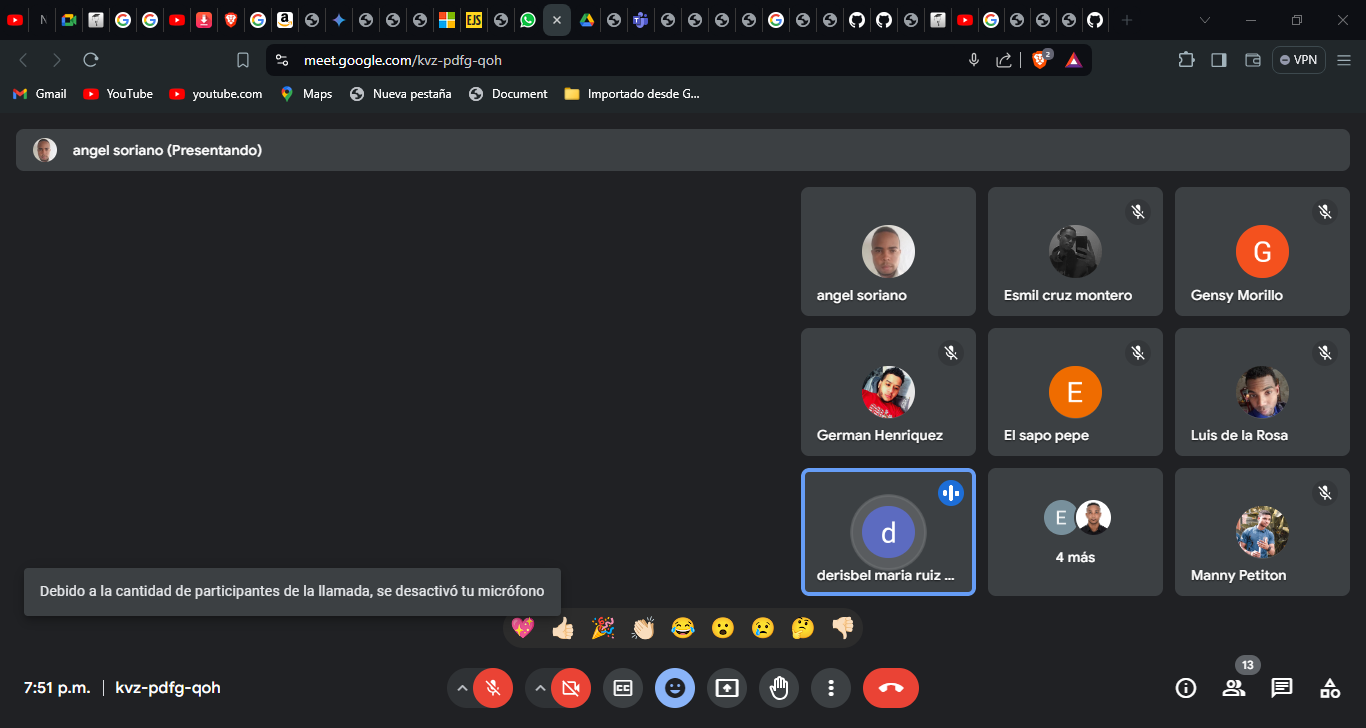 meet.google.com/kvz-pdfg-qoh
2
VPN
Gmail
YouTube
youtube.com
Maps
Nueva pestaña
Document
Importado desde G...
angel soriano (Presentando)
angel soriano
Esmil cruz montero
G
Gensy Morillo
German Henriquez
E
El sapo pepe
Luis de la Rosa
d
derisbel maria ruiz ...
E
4 más
Manny Petiton
Debido a la cantidad de participantes de la llamada, se desactivó tu micrófono
7:51 p.m. | kvz-pdfg-qoh
13